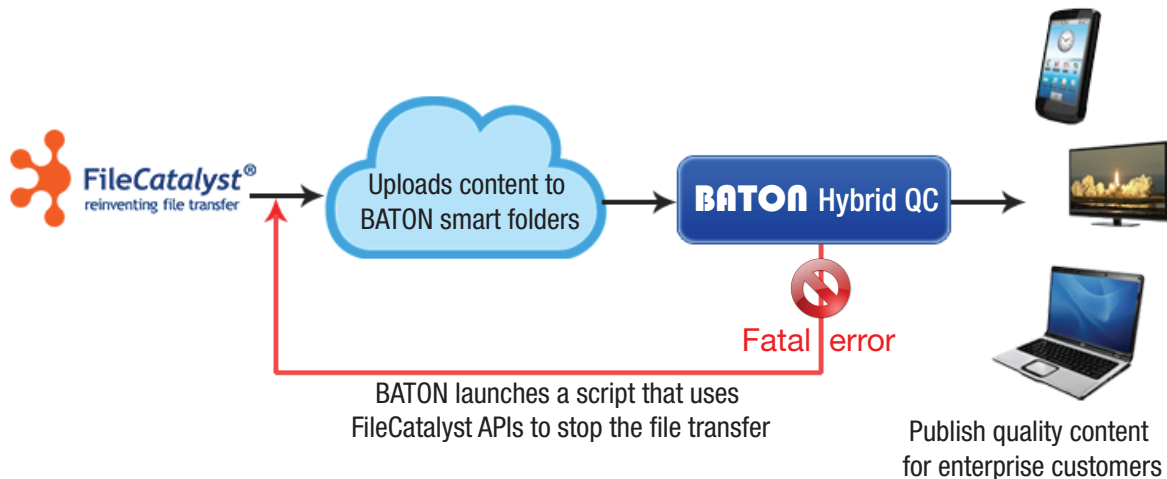 FileCatalyst®
reinventing file transfer
Uploads content to
BATON smart folders
BATON Hybrid QC
Fatal error
BATON launches a script that uses
FileCatalyst APIs to stop the file transfer
Publish quality content
for enterprise customers